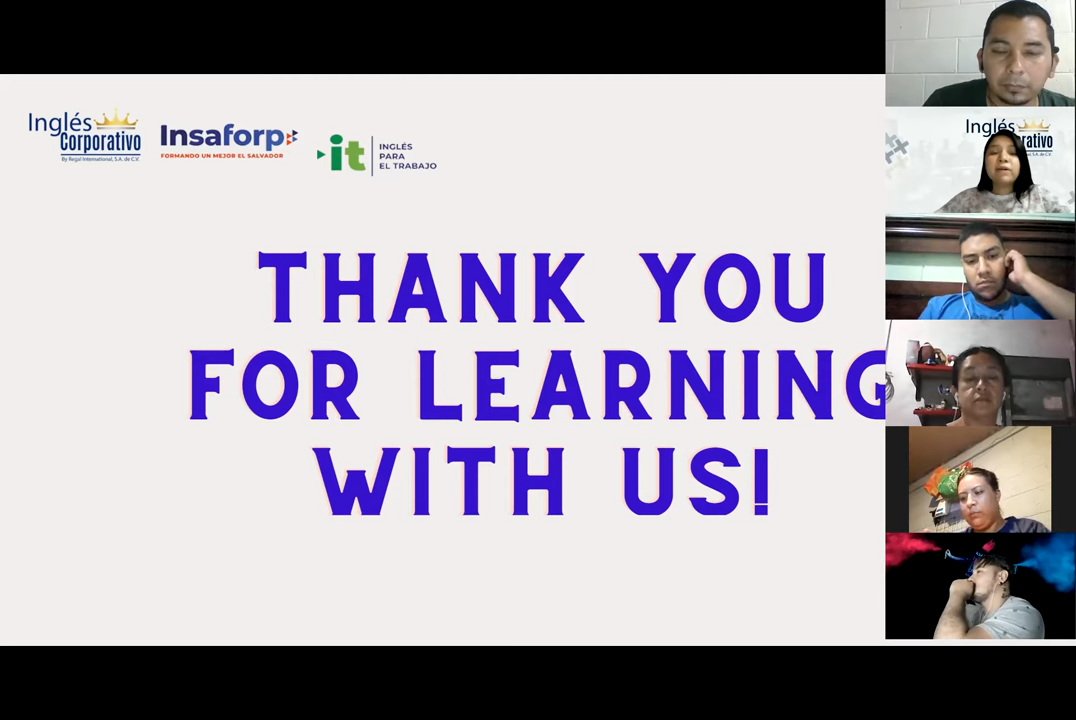 Inglés
Corporativo
By Regal International, S.A. de C.V.
Insaforp
FORMANDO UN MEJOR EL SALVADOR
it
INGLÉS
PARA
EL TRABAJO
THANK YOU
FOR LEARNING
WITH US!
Inglés